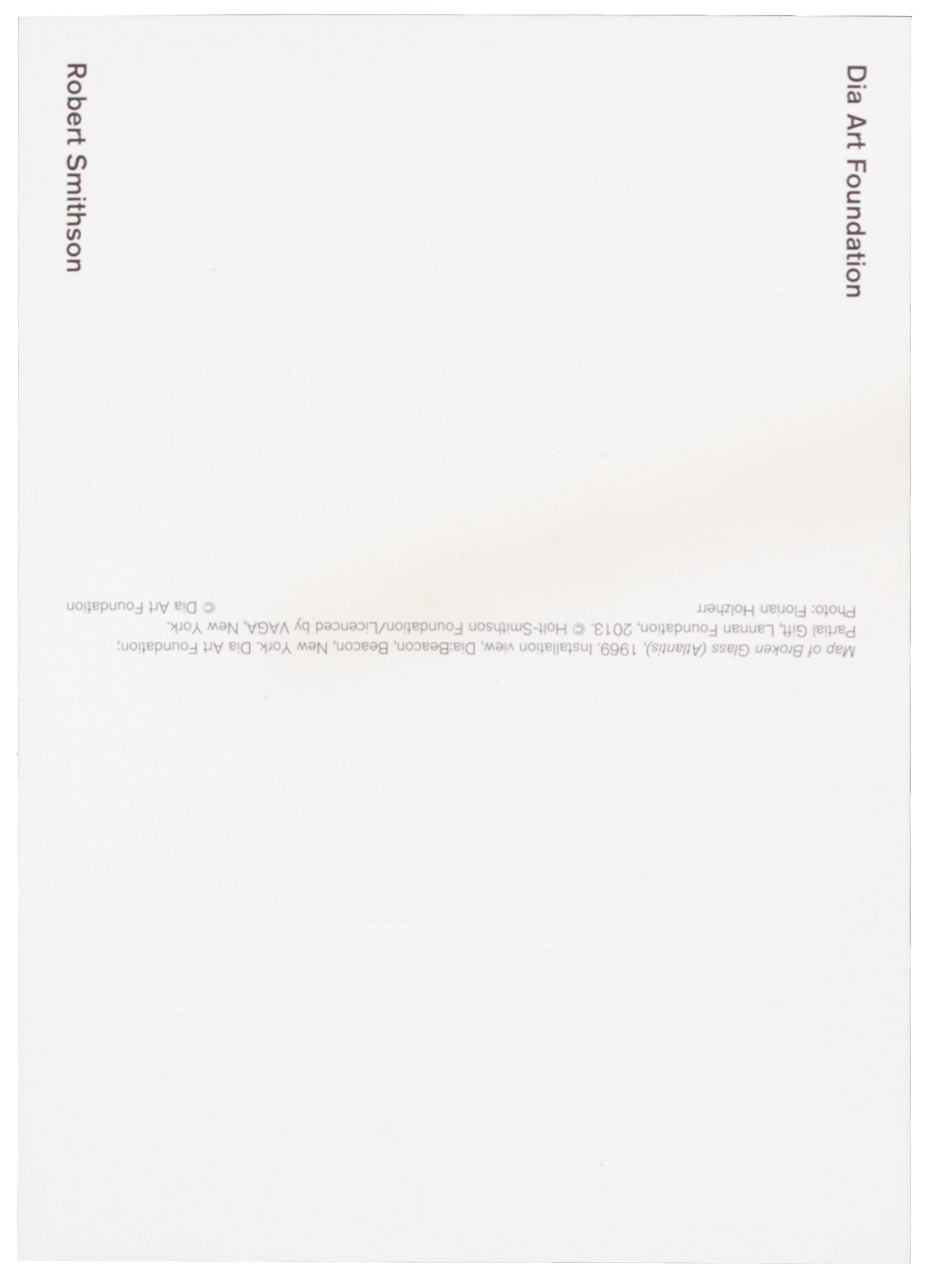 Dia Art Foundation
Robert Smithson
Map of Broken Glass (Atlantis), 1969. Installation view, Dia:Beacon, Beacon, New York. Dia Art Foundation;
Partial Gift, Lannan Foundation, 2013. © Holt-Smithson Foundation/Licenced by VAGA, New York.
Photo: Florian Holzherr © Dia Art Foundation